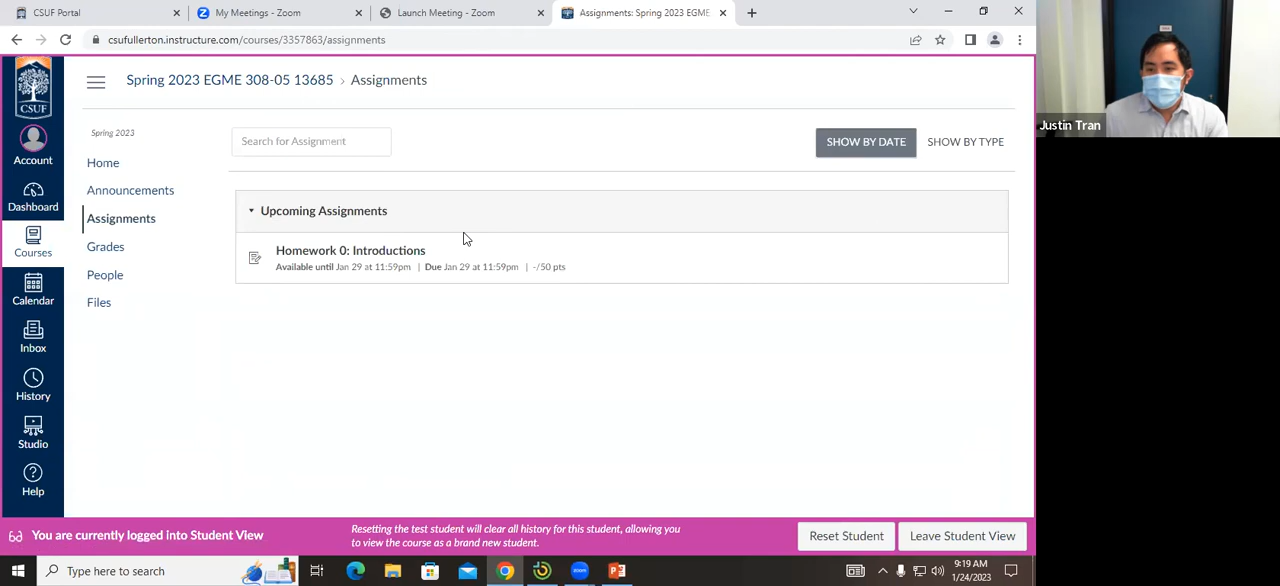 CSUF Portal
My Meetings - Zoom
Launch Meeting - Zoom
Assignments: Spring 2023 EGME
csufullerton.instructure.com/courses/3357863/assignments
CSUF
Account
Dashboard
Courses
Calendar
Inbox
History
Studio
Help
Spring 2023 EGME 308-05 13685 › Assignments
Spring 2023
Home
Announcements
Assignments
Grades
People
Files
Search for Assignment
SHOW BY DATE
SHOW BY TYPE
Upcoming Assignments
Homework 0: Introductions
Available until Jan 29 at 11:59pm | Due Jan 29 at 11:59pm | -/50 pts
Justin Tran
You are currently logged into Student View
Resetting the test student will clear all history for this student, allowing you
to view the course as a brand new student.
Reset Student
Leave Student View
Type here to search
zoom
9:19 AM
1/24/2023